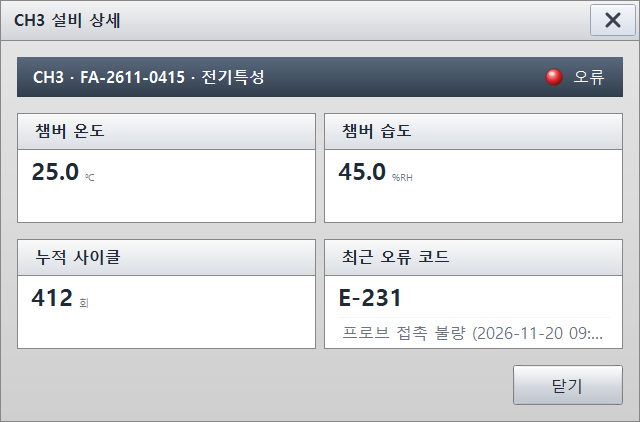 CH3 설비 상세
CH3 · FA-2611-0415 · 전기특성
오류
챔버 온도
25.0 ℃
챔버 습도
45.0 %RH
누적 사이클
412 회
최근 오류 코드
E-231
프로브 접촉 불량 (2026-11-20 09:...
닫기